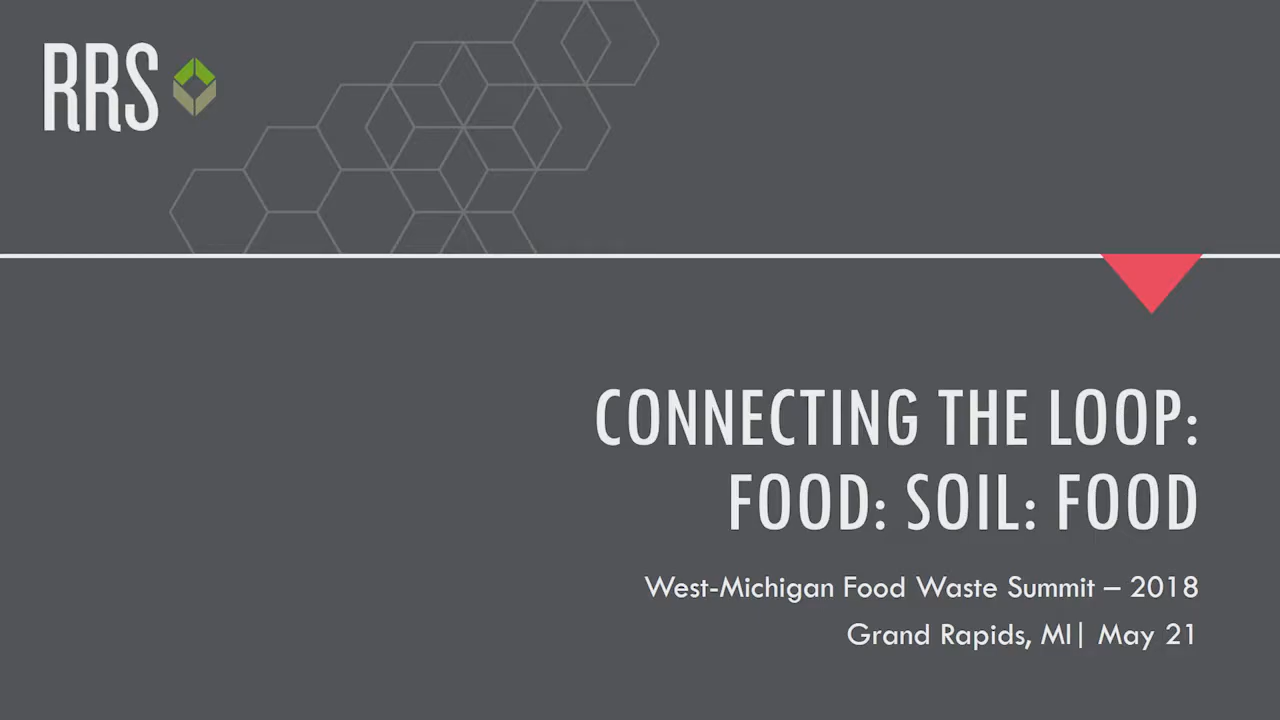 RRS
CONNECTING THE LOOP:
FOOD: SOIL: FOOD
West-Michigan Food Waste Summit – 2018
Grand Rapids, MI| May 21